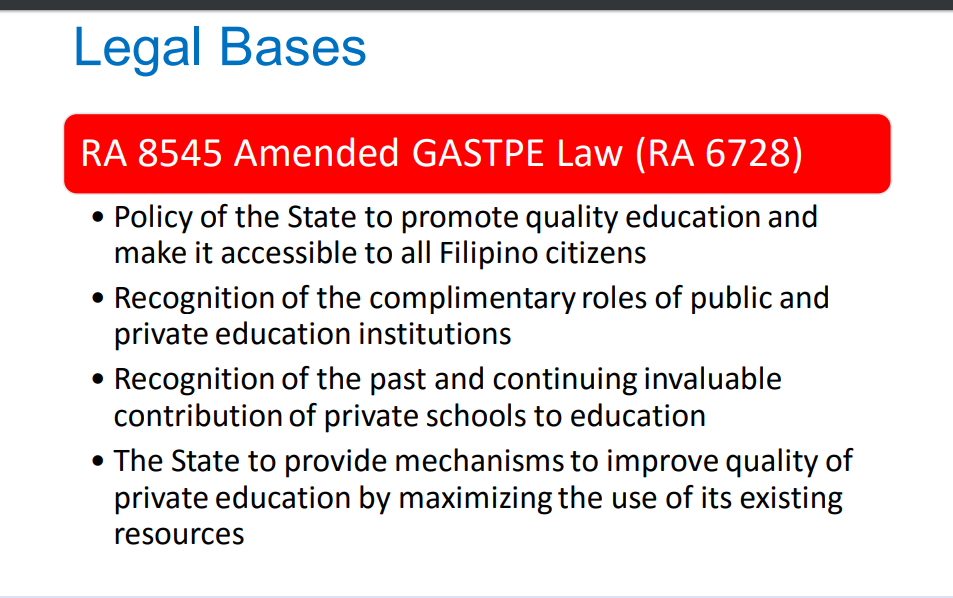 Legal Bases
RA 8545 Amended GASTPE Law (RA 6728)
• Policy of the State to promote quality education and
make it accessible to all Filipino citizens
• Recognition of the complimentary roles of public and
private education institutions
• Recognition of the past and continuing invaluable
contribution of private schools to education
• The State to provide mechanisms to improve quality of
private education by maximizing the use of its existing
resources